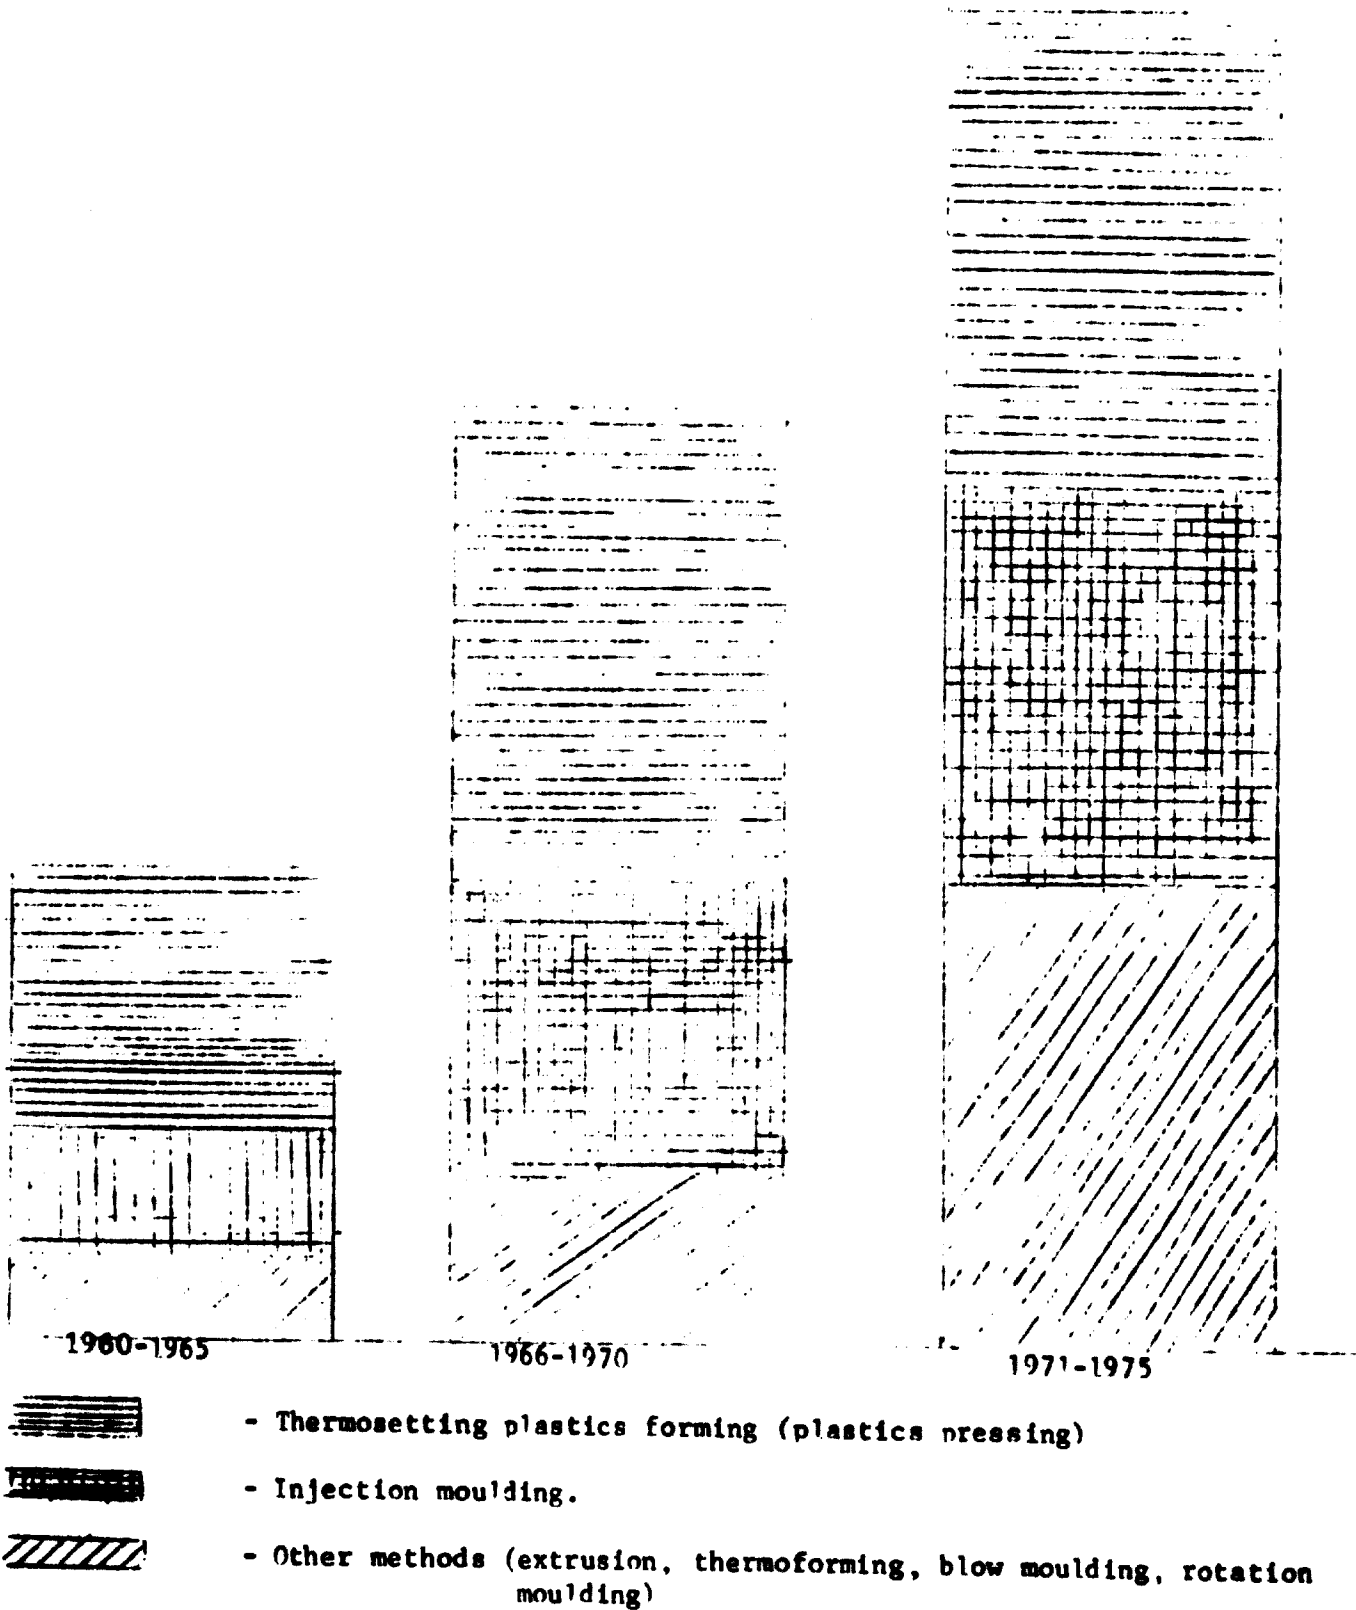 1960-1965
1966-1970
1971-1975
- Thermosetting plastics forming (plastics pressing)
- Injection moulding.
- Other methods (extrusion, thermoforming, blow moulding, rotation
moulding)